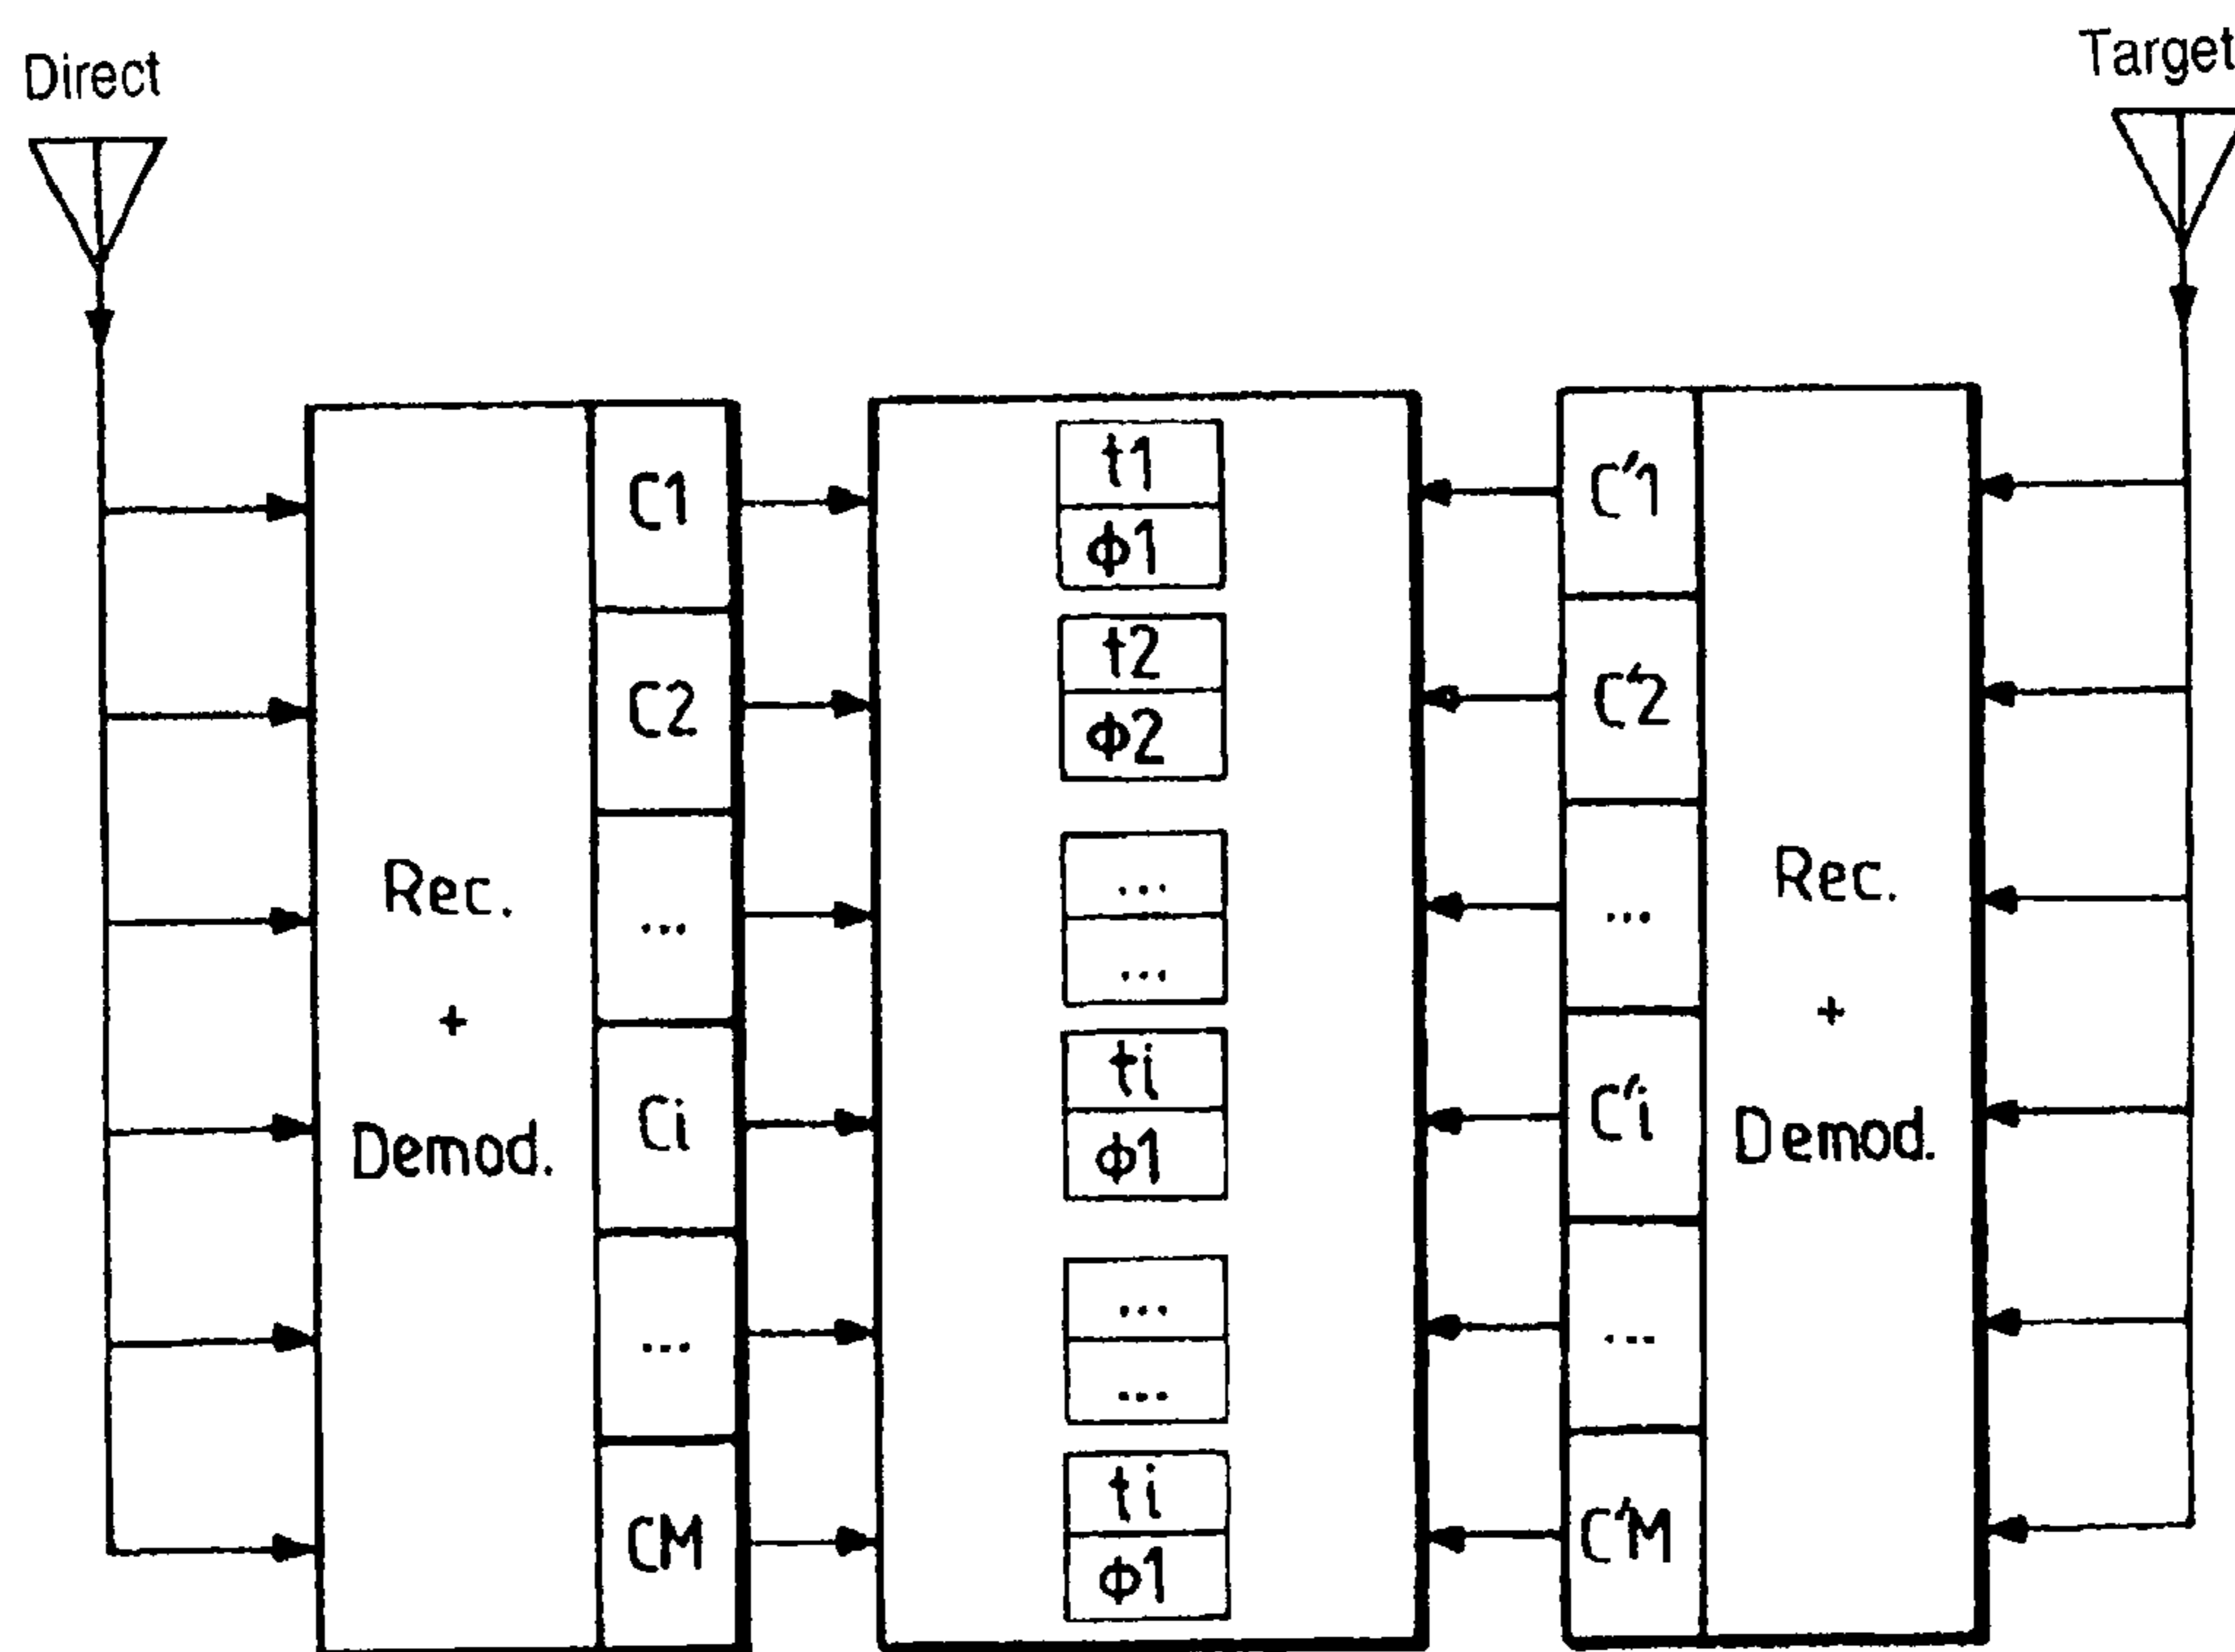 Direct
Target
C1
C2
...
Ci
...
CM
Rec.
+
Demod.
t1
ϕ1
t2
ϕ2
...
...
ti
ϕ1
...
...
ti
ϕ1
C'1
C'2
...
C'i
...
C'M
Rec.
+
Demod.